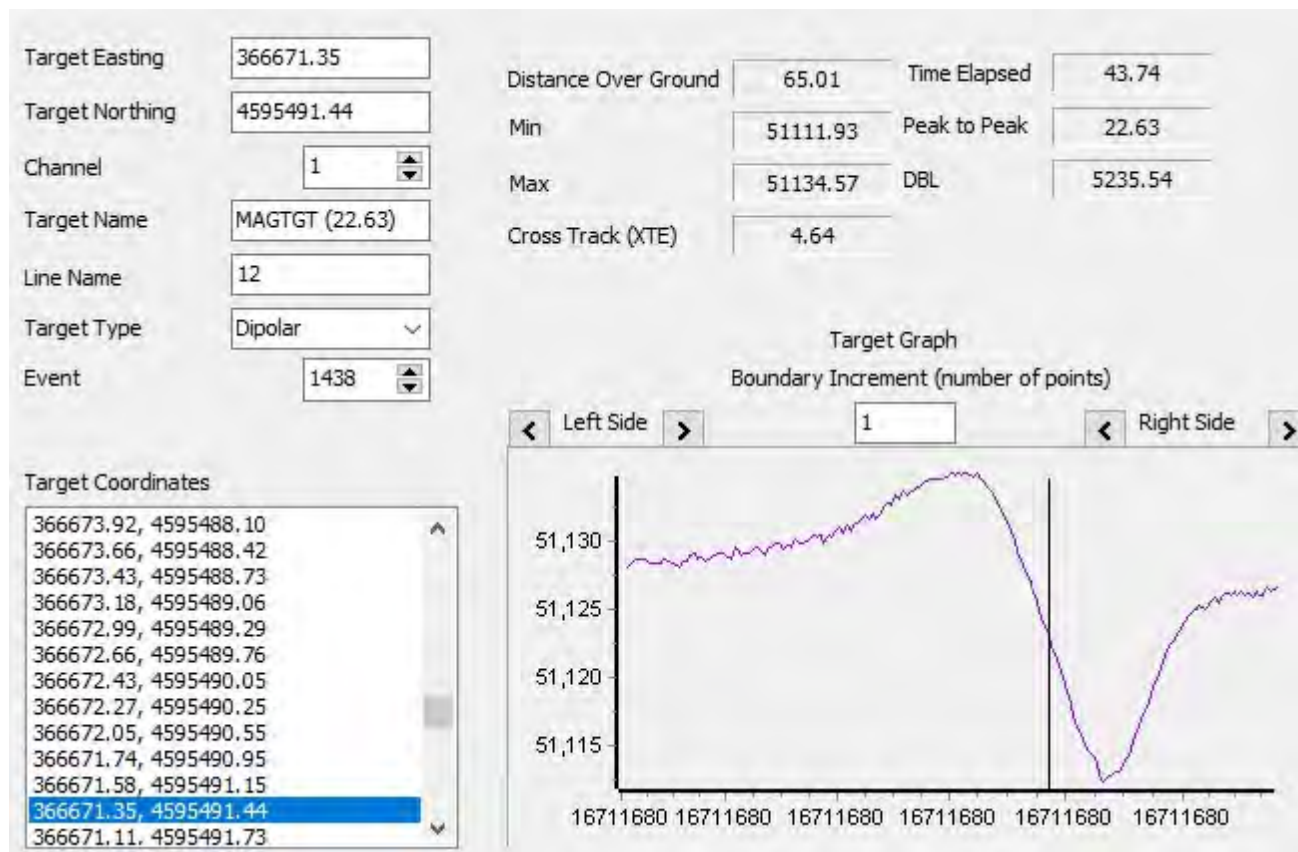 Target Easting 366671.35
Target Northing 4595491.44
Channel 1
Target Name MAGTGT (22.63)
Line Name 12
Target Type Dipolar
Event 1438
Distance Over Ground 65.01 Time Elapsed 43.74
Min 51111.93 Peak to Peak 22.63
Max 51134.57 DBL 5235.54
Cross Track (XTE) 4.64
Target Coordinates
366673.92, 4595488.10
366673.66, 4595488.42
366673.43, 4595488.73
366673.18, 4595489.06
366672.99, 4595489.29
366672.66, 4595489.76
366672.43, 4595490.05
366672.27, 4595490.25
366672.05, 4595490.55
366671.74, 4595490.95
366671.58, 4595491.15
366671.35, 4595491.44
366671.11, 4595491.73
Target Graph
Boundary Increment (number of points)
Left Side 1 Right Side
51,130
51,125
51,120
51,115
16711680 16711680 16711680 16711680 16711680 16711680